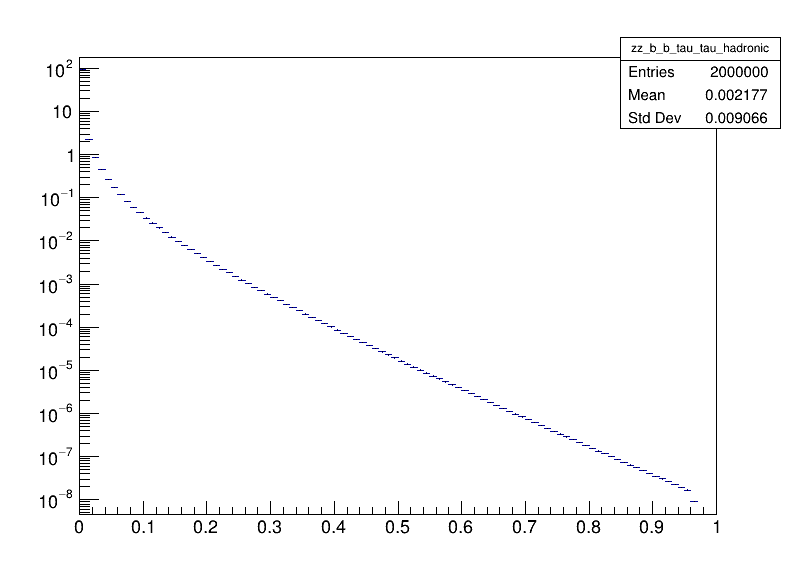 zz_b_b_tau_tau_hadronic
Entries 2000000
Mean 0.002177
Std Dev 0.009066
10²
10
1
10⁻¹
10⁻²
10⁻³
10⁻⁴
10⁻⁵
10⁻⁶
10⁻⁷
10⁻⁸
0 0.1 0.2 0.3 0.4 0.5 0.6 0.7 0.8 0.9 1